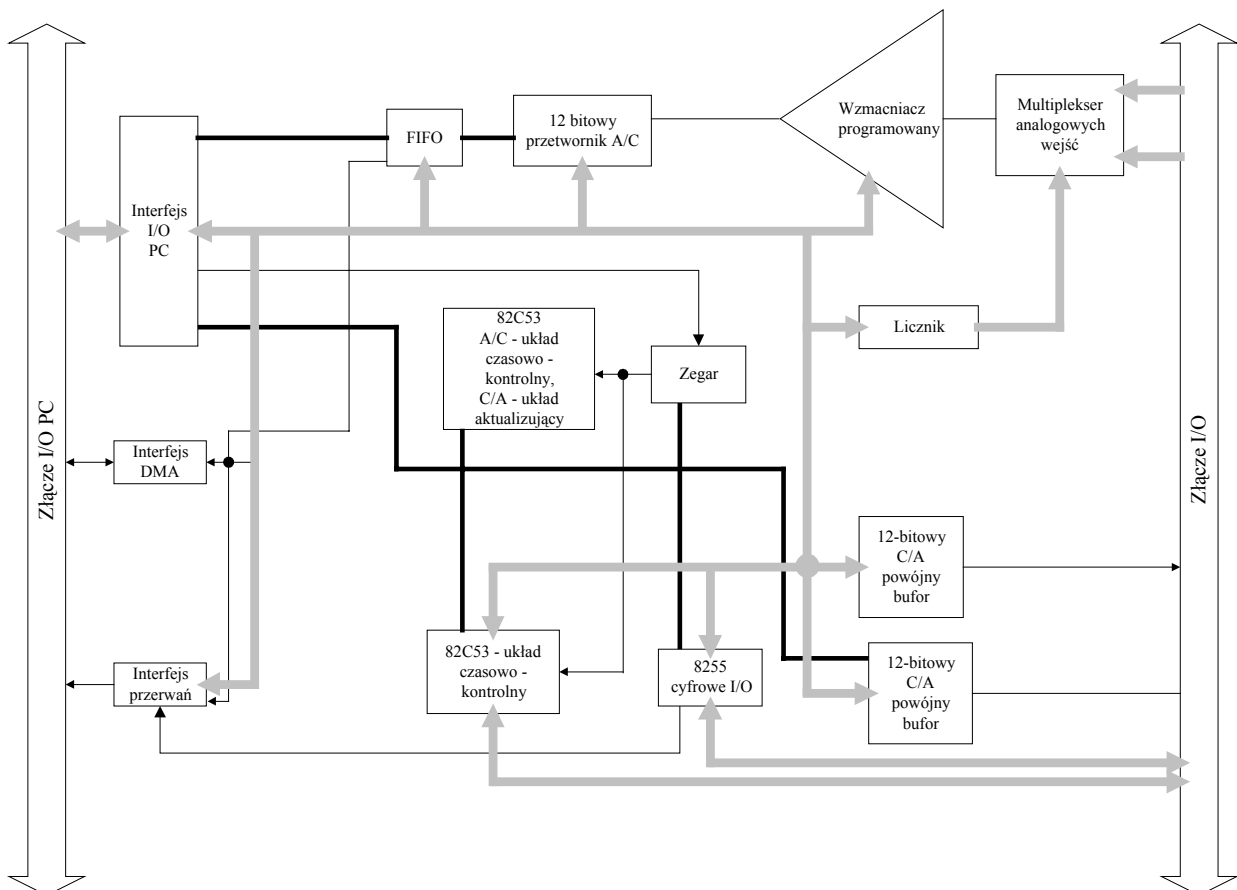 12 bitowy
przetwornik A/C
FIFO
Wzmacniacz
programowany
Multiplekser
analogowych
wejść
Interfejs
I/O
PC
82C53
A/C - układ
czasowo -
kontrolny,
C/A - układ
aktualizujący
Zegar
Licznik
Złącze I/O PC
Interfejs
DMA
Złącze I/O
12-bitowy
C/A
powójny
bufor
Interfejs
przerwań
82C53 - układ
czasowo -
kontrolny
8255
cyfrowe I/O
12-bitowy
C/A
powójny
bufor